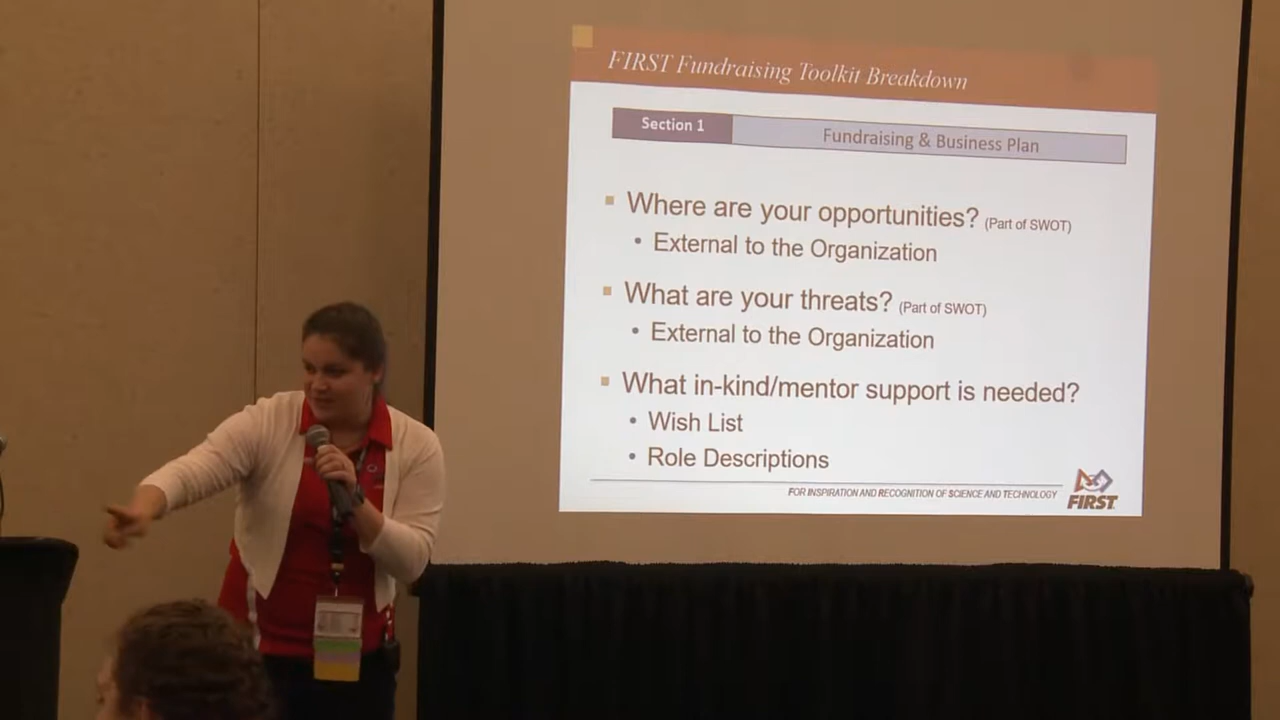 FIRST Fundraising Toolkit Breakdown
Section 1
Fundraising & Business Plan
Where are your opportunities? (Part of SWOT)
External to the Organization
What are your threats? (Part of SWOT)
External to the Organization
What in-kind/mentor support is needed?
Wish List
Role Descriptions
FOR INSPIRATION AND RECOGNITION OF SCIENCE AND TECHNOLOGY
FIRST